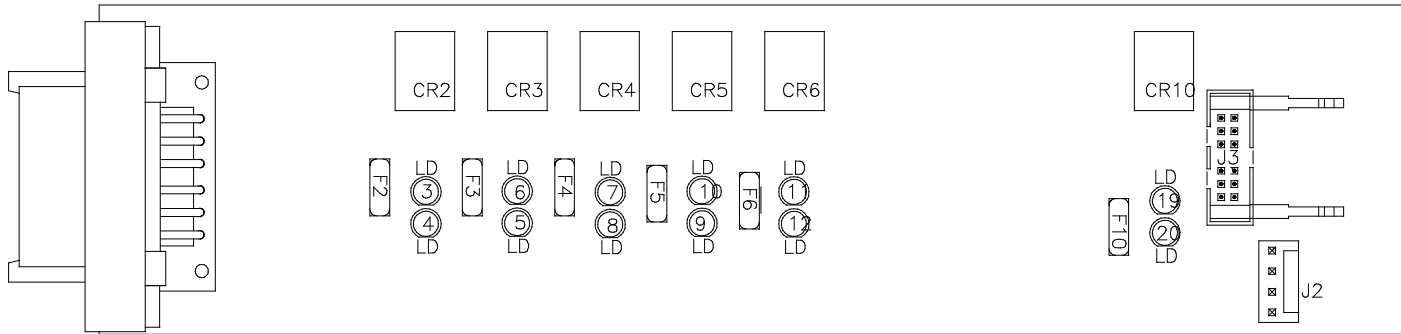 CR2 CR3 CR4 CR5 CR6 CR10
J3
LD LD LD LD LD LD
F2 3 F3 6 F4 7 F5 10 F6 11 F10 19
4 5 8 9 12 20
LD LD LD LD LD LD
J2